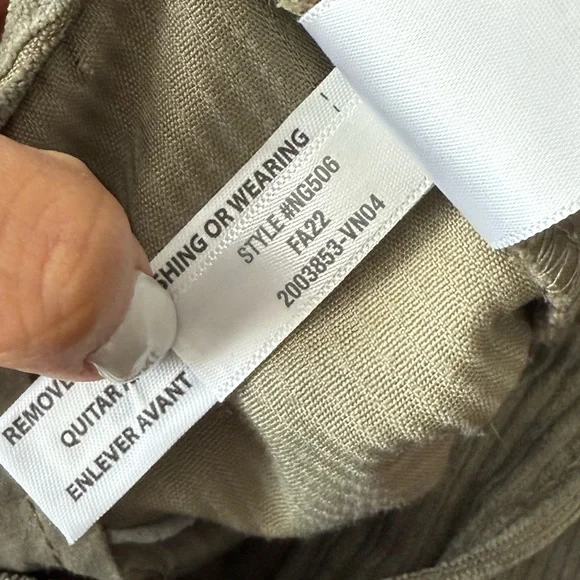 SHING OR WEARING
STYLE #NG506
FA22
2003853-VN04
REMOVE
QUITAR
ENLEVER AVANT